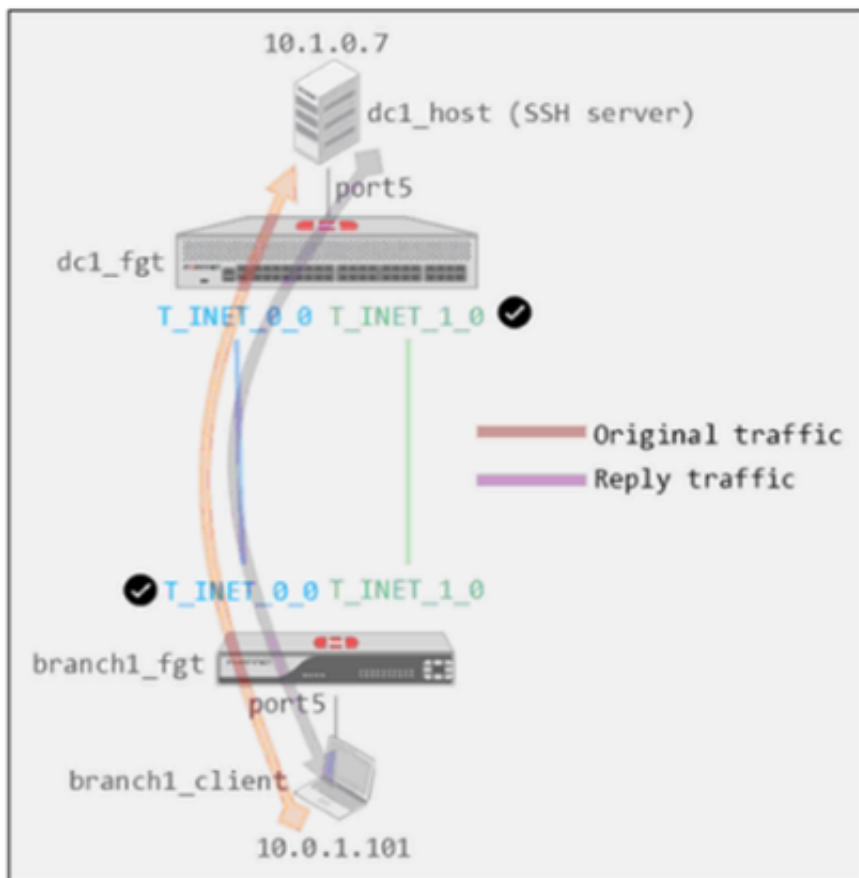 10.1.0.7
dc1_host (SSH server)
port5
dc1_fgt
T_INET_0_0 T_INET_1_0
Original traffic
Reply traffic
T_INET_0_0 T_INET_1_0
branch1_fgt
port5
branch1_client
10.0.1.101